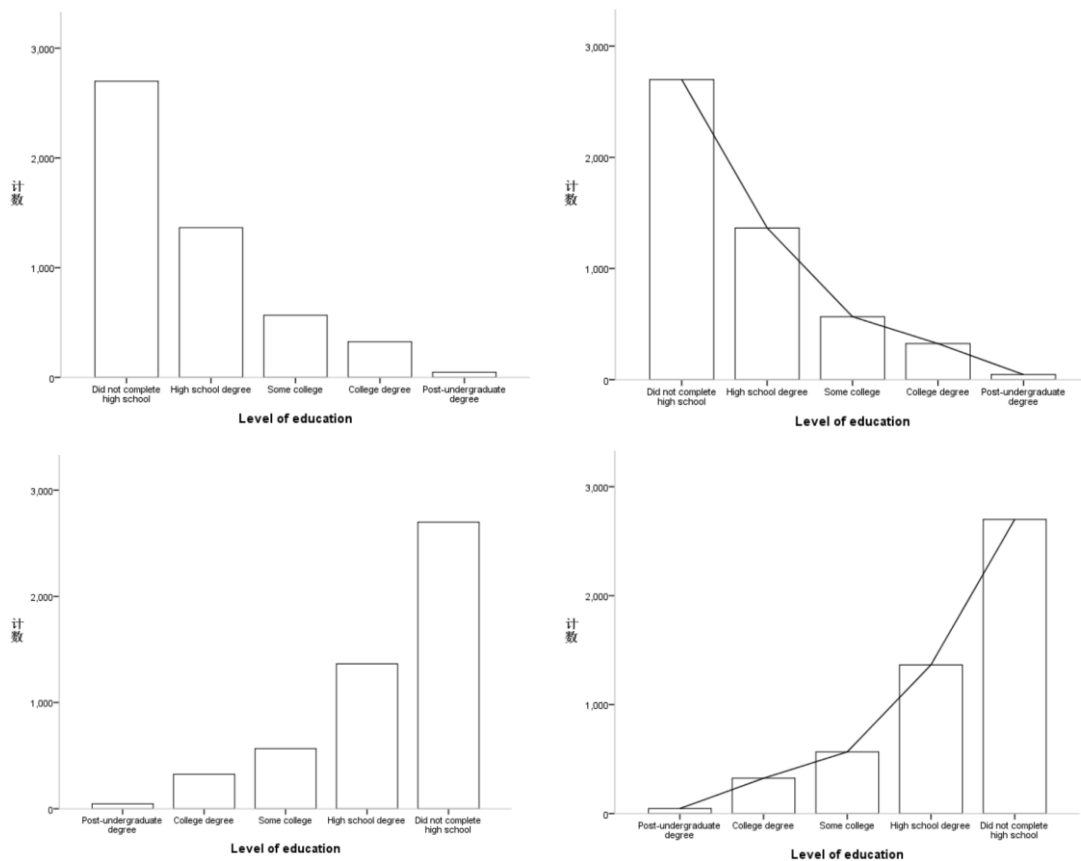 3,000
2,000
计数
1,000
0
Did not complete high school
High school degree
Some college
College degree
Post-undergraduate degree
Level of education
3,000
2,000
计数
1,000
0
Did not complete high school
High school degree
Some college
College degree
Post-undergraduate degree
Level of education
3,000
2,000
计数
1,000
0
Post-undergraduate degree
College degree
Some college
High school degree
Did not complete high school
Level of education
3,000
2,000
计数
1,000
0
Post-undergraduate degree
College degree
Some college
High school degree
Did not complete high school
Level of education